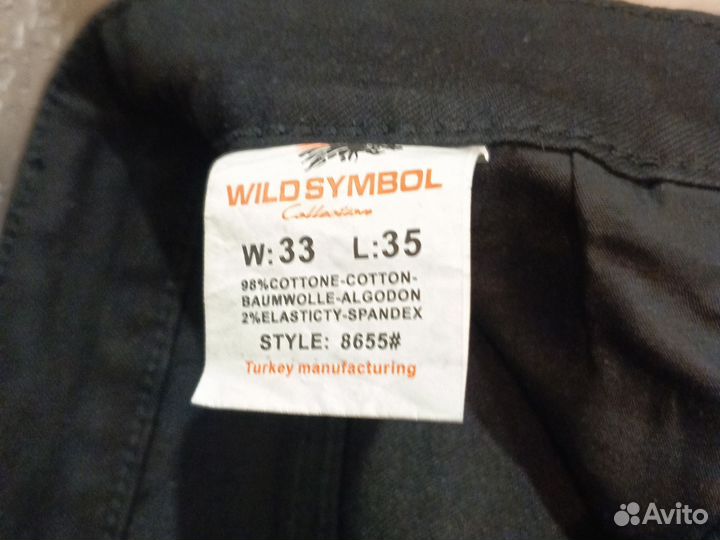 WILD SYMBOL
Collection
W:33 L:35
98%COTTONE-COTTON-
BAUMWOLLE-ALGODON
2%ELASTICTY-SPANDEX
STYLE: 8655#
Turkey manufacturing
Avito